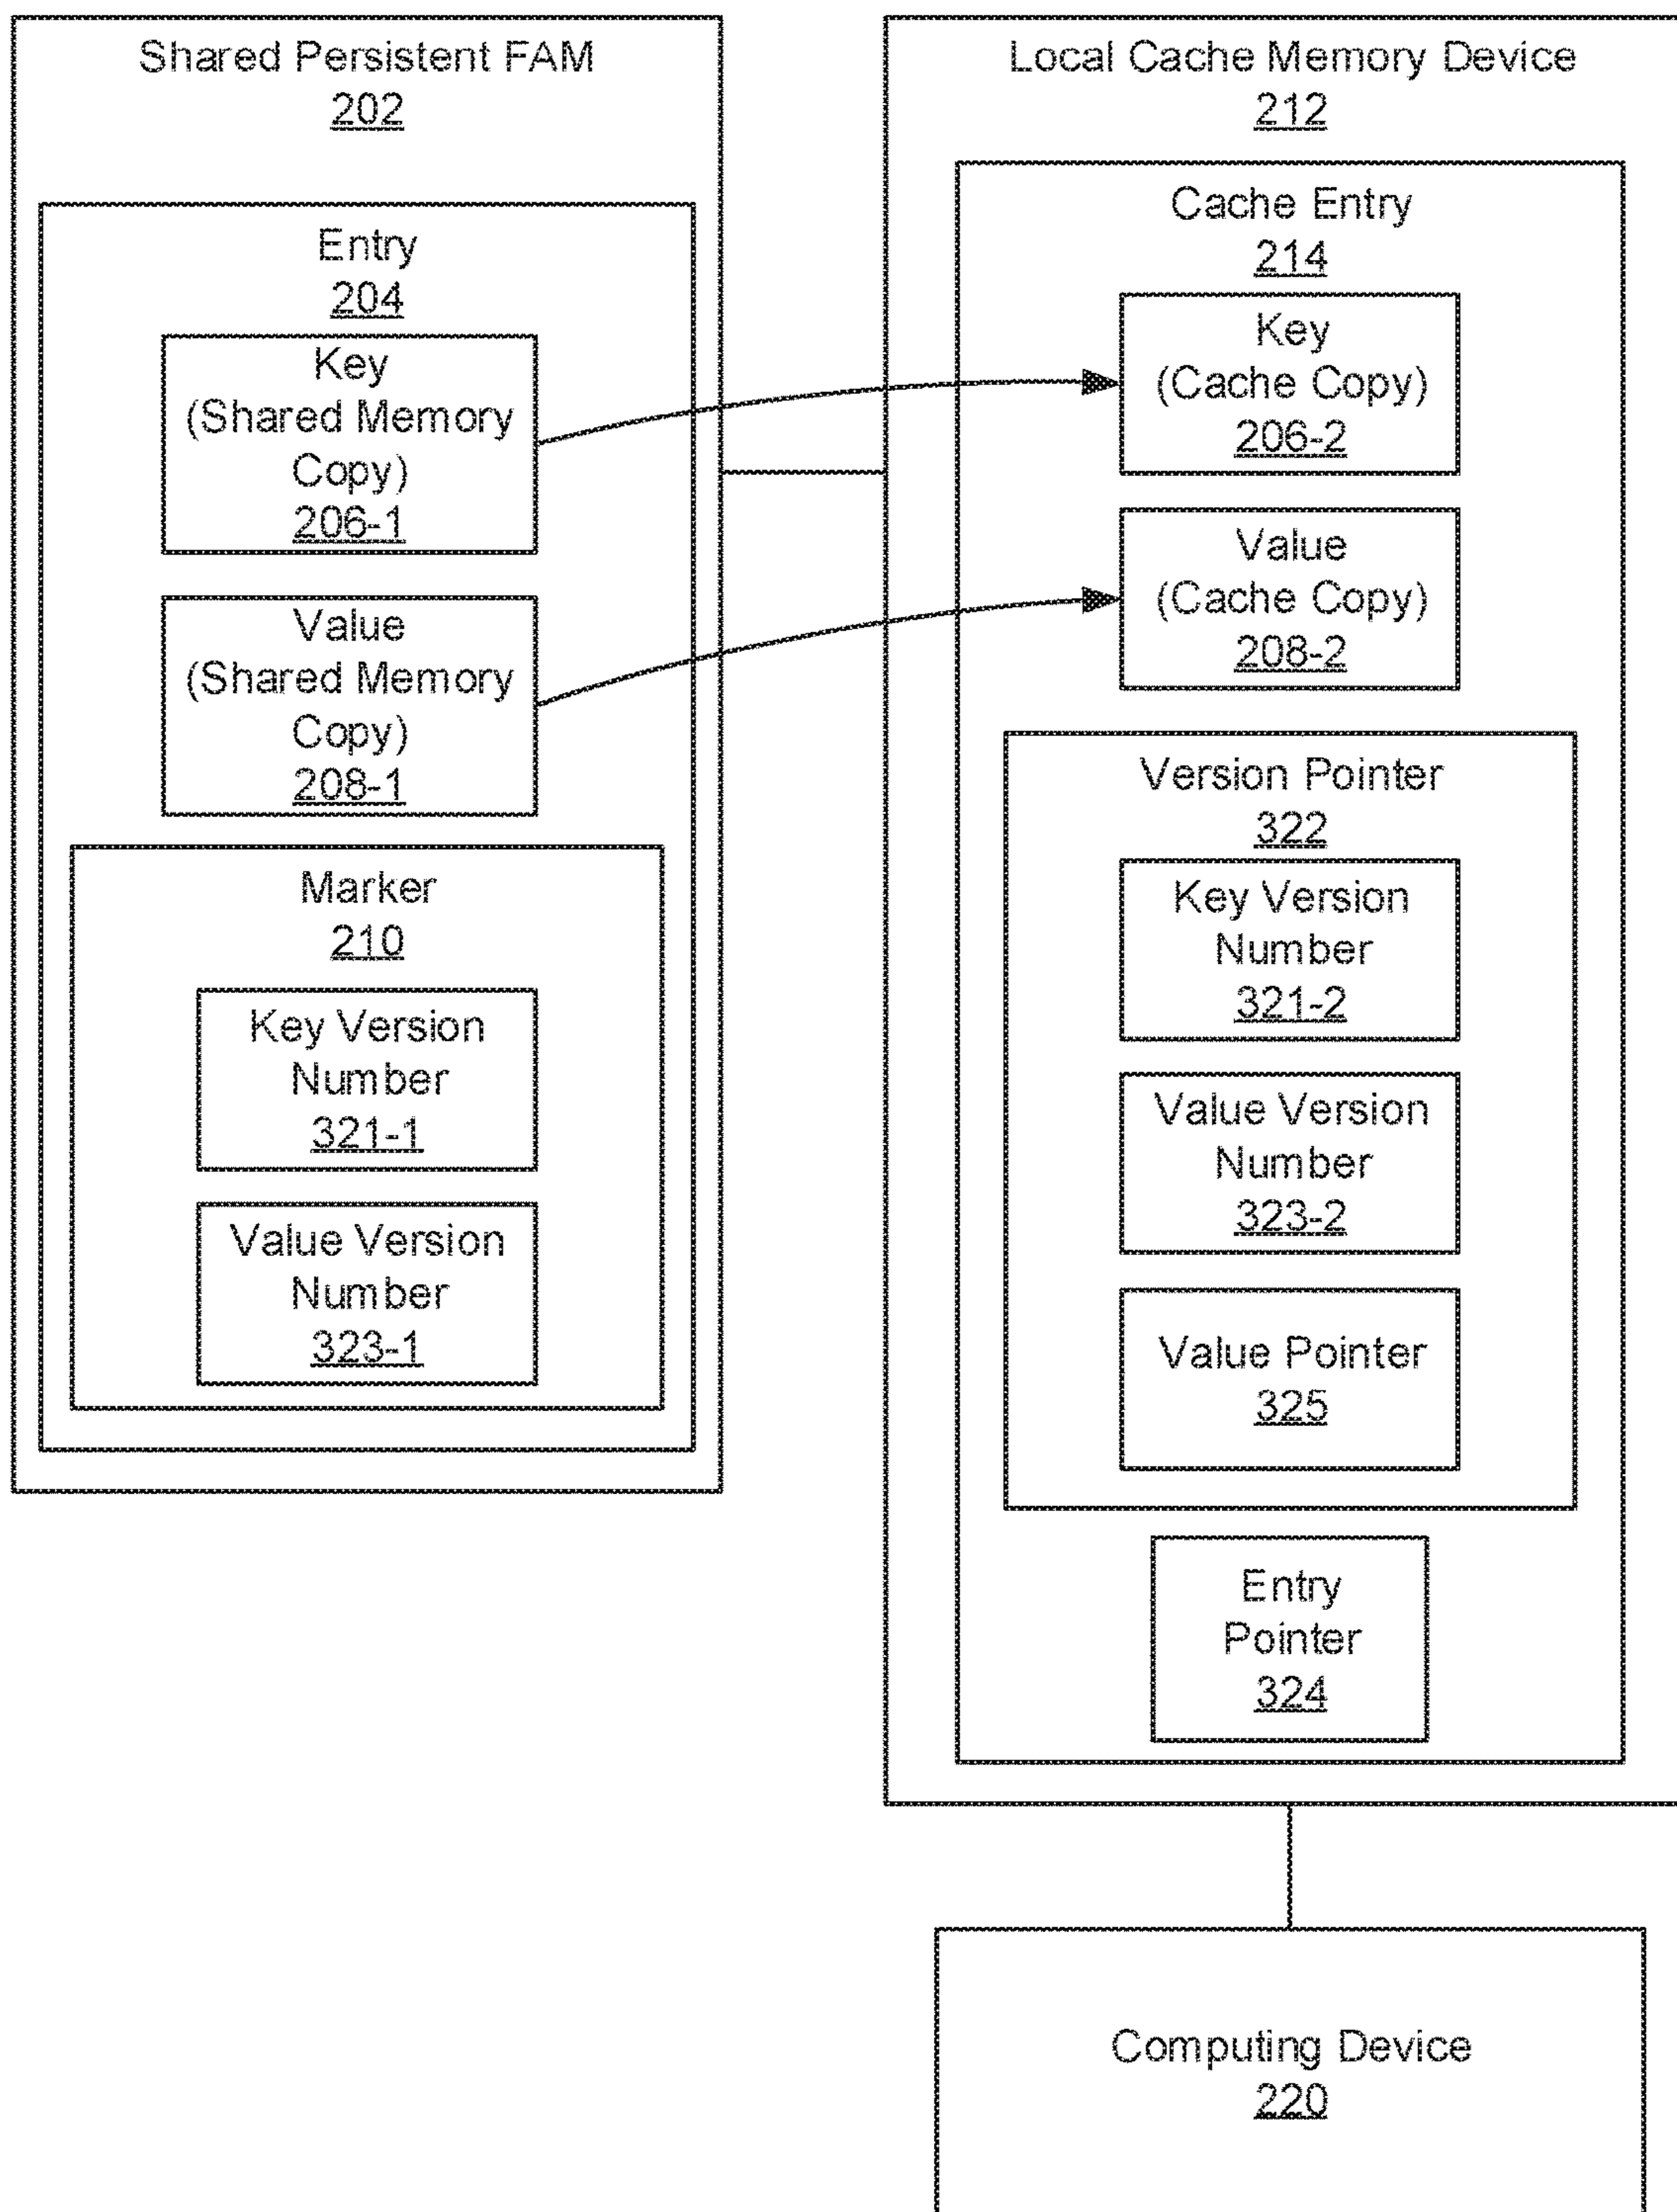 Shared Persistent FAM
202
Entry
204
Key
(Shared Memory
Copy)
206-1
Value
(Shared Memory
Copy)
208-1
Marker
210
Key Version
Number
321-1
Value Version
Number
323-1
Local Cache Memory Device
212
Cache Entry
214
Key
(Cache Copy)
206-2
Value
(Cache Copy)
208-2
Version Pointer
322
Key Version
Number
321-2
Value Version
Number
323-2
Value Pointer
325
Entry
Pointer
324
Computing Device
220